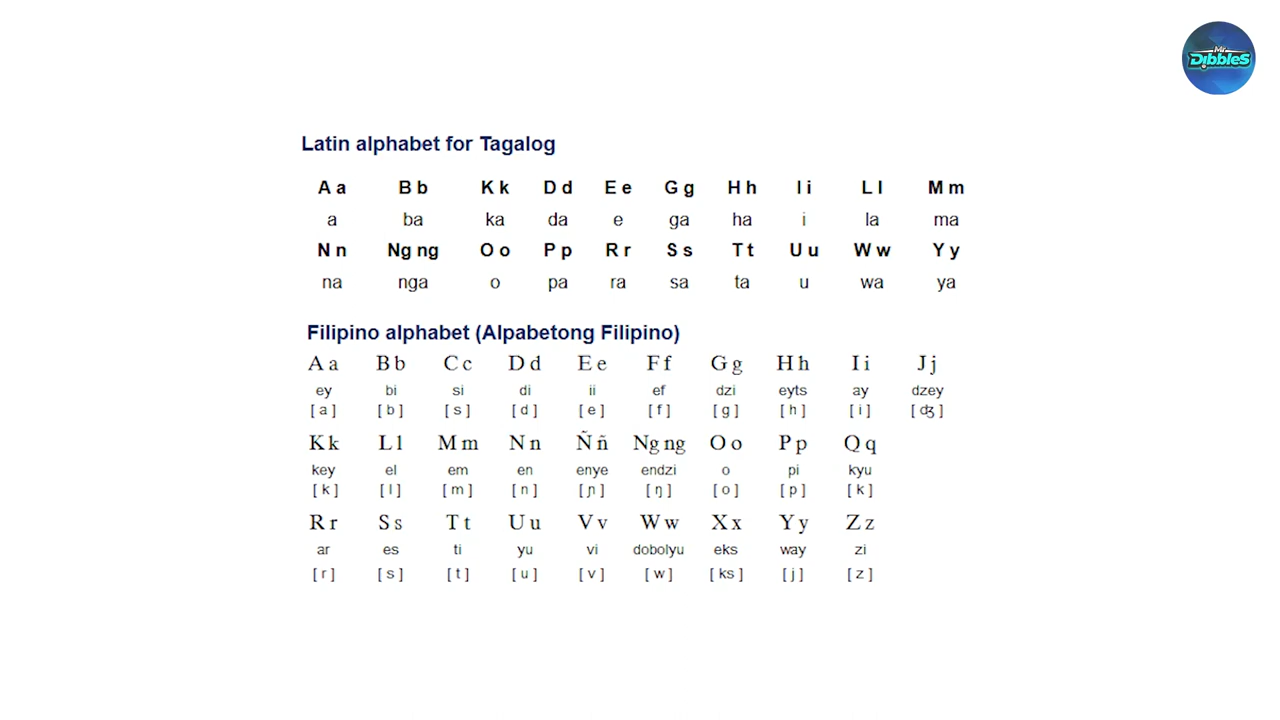 Mr
DibbleS
Latin alphabet for Tagalog
A a B b K k D d E e G g H h I i L l M m
a ba ka da e ga ha i la ma
N n Ng ng O o P p R r S s T t U u W w Y y
na nga o pa ra sa ta u wa ya
Filipino alphabet (Alpabetong Filipino)
A a B b C c D d E e F f G g H h I i J j
ey bi si di ii ef dzi eyts ay dzey
[ a ] [ b ] [ s ] [ d ] [ e ] [ f ] [ g ] [ h ] [ i ] [ ʤ ]
K k L l M m N n Ñ ñ Ng ng O o P p Q q
key el em en enye endzi o pi kyu
[ k ] [ l ] [ m ] [ n ] [ ɲ ] [ ŋ ] [ o ] [ p ] [ k ]
R r S s T t U u V v W w X x Y y Z z
ar es ti yu vi dobolyu eks way zi
[ r ] [ s ] [ t ] [ u ] [ v ] [ w ] [ ks ] [ j ] [ z ]